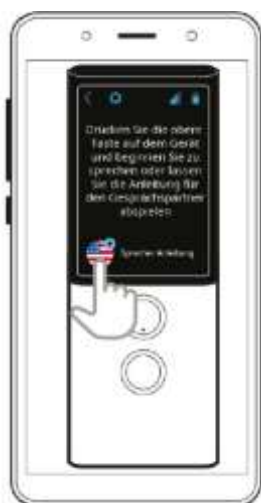 Drücken Sie die obere
Taste auf dem Gerät
und beginnen Sie zu
sprechen oder lassen
Sie die Anleitung für
den Gesprächspartner
abspielen
Sprecher Anleitung